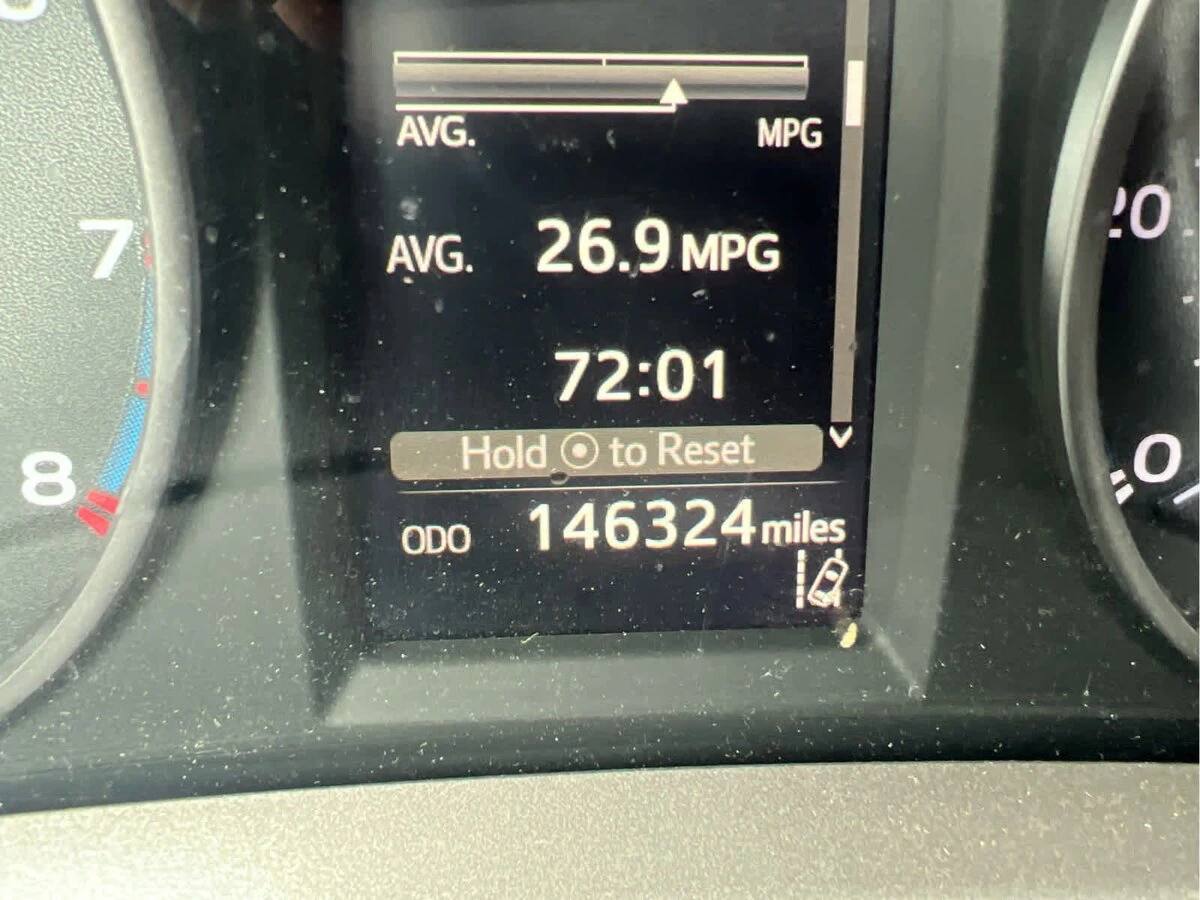 AVG. MPG
7
20
AVG. 26.9 MPG
72:01
Hold to Reset
8
0
ODO 146324 miles